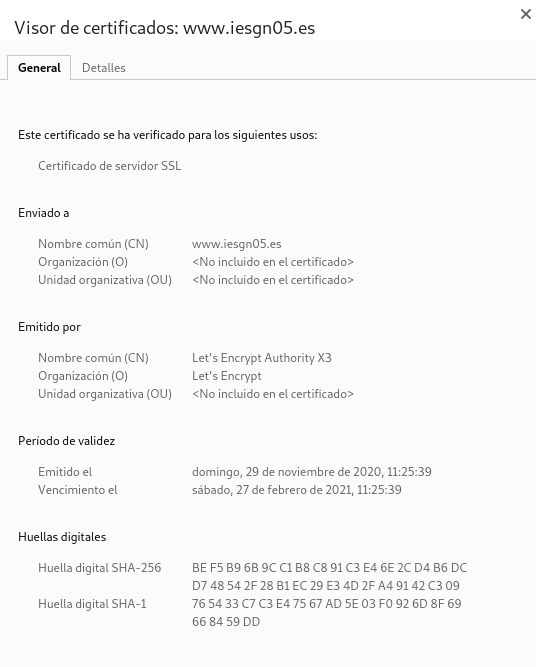 Visor de certificados: www.iesgn05.es
General Detalles
Este certificado se ha verificado para los siguientes usos:
Certificado de servidor SSL
Enviado a
Nombre común (CN) www.iesgn05.es
Organización (O) <No incluido en el certificado>
Unidad organizativa (OU) <No incluido en el certificado>
Emitido por
Nombre común (CN) Let's Encrypt Authority X3
Organización (O) Let's Encrypt
Unidad organizativa (OU) <No incluido en el certificado>
Período de validez
Emitido el domingo, 29 de noviembre de 2020, 11:25:39
Vencimiento el sábado, 27 de febrero de 2021, 11:25:39
Huellas digitales
Huella digital SHA-256 BE F5 B9 6B 9C C1 B8 C8 91 C3 E4 6E 2C D4 B6 DC
D7 48 54 2F 28 B1 EC 29 E3 4D 2F A4 91 42 C3 09
Huella digital SHA-1 76 54 33 C7 C3 E4 75 67 AD 5E 03 F0 92 6D 8F 69
66 84 59 DD